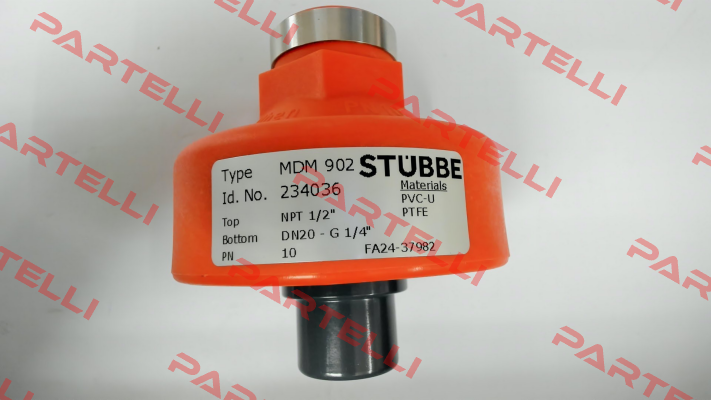 PARTELLI
Type MDM 902 STÜBBE
Id. No. 234036 Materials
PVC-U
Top NPT 1/2" PTFE
Bottom DN20 - G 1/4"
PN 10 FA24-37982